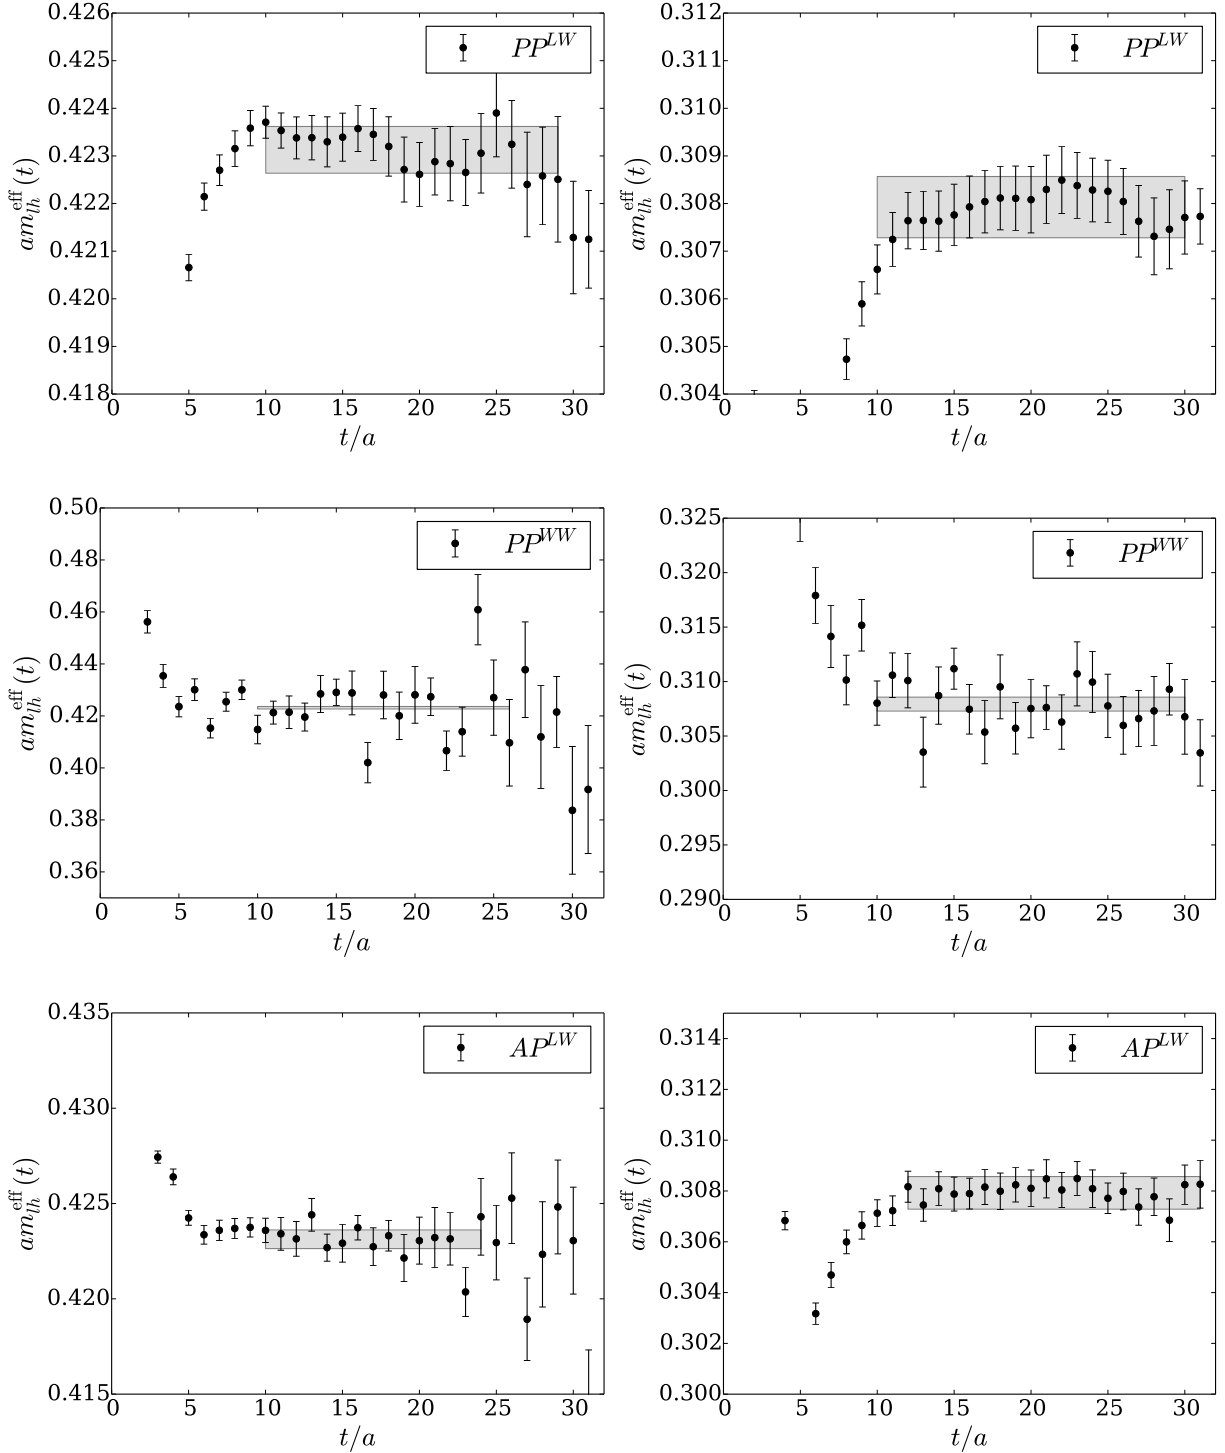 0.426
0.425
0.424
0.423
0.422
0.421
0.420
0.419
0.418
0 5 10 15 20 25 30
t/a
am_{lh}^{eff}(t)
PP^{LW}
0.312
0.311
0.310
0.309
0.308
0.307
0.306
0.305
0.304
0 5 10 15 20 25 30
t/a
am_{lh}^{eff}(t)
PP^{LW}
0.50
0.48
0.46
0.44
0.42
0.40
0.38
0.36
0 5 10 15 20 25 30
t/a
am_{lh}^{eff}(t)
PP^{WW}
0.325
0.320
0.315
0.310
0.305
0.300
0.295
0.290
0 5 10 15 20 25 30
t/a
am_{lh}^{eff}(t)
PP^{WW}
0.435
0.430
0.425
0.420
0.415
0 5 10 15 20 25 30
t/a
am_{lh}^{eff}(t)
AP^{LW}
0.314
0.312
0.310
0.308
0.306
0.304
0.302
0.300
0 5 10 15 20 25 30
t/a
am_{lh}^{eff}(t)
AP^{LW}